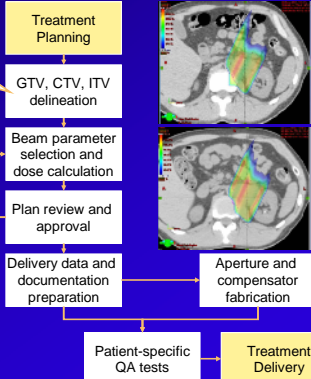 Treatment
Planning
GTV, CTV, ITV
delineation
Beam parameter
selection and
dose calculation
Plan review and
approval
Delivery data and
documentation
preparation
Aperture and
compensator
fabrication
Patient-specific
QA tests
Treatment
Delivery